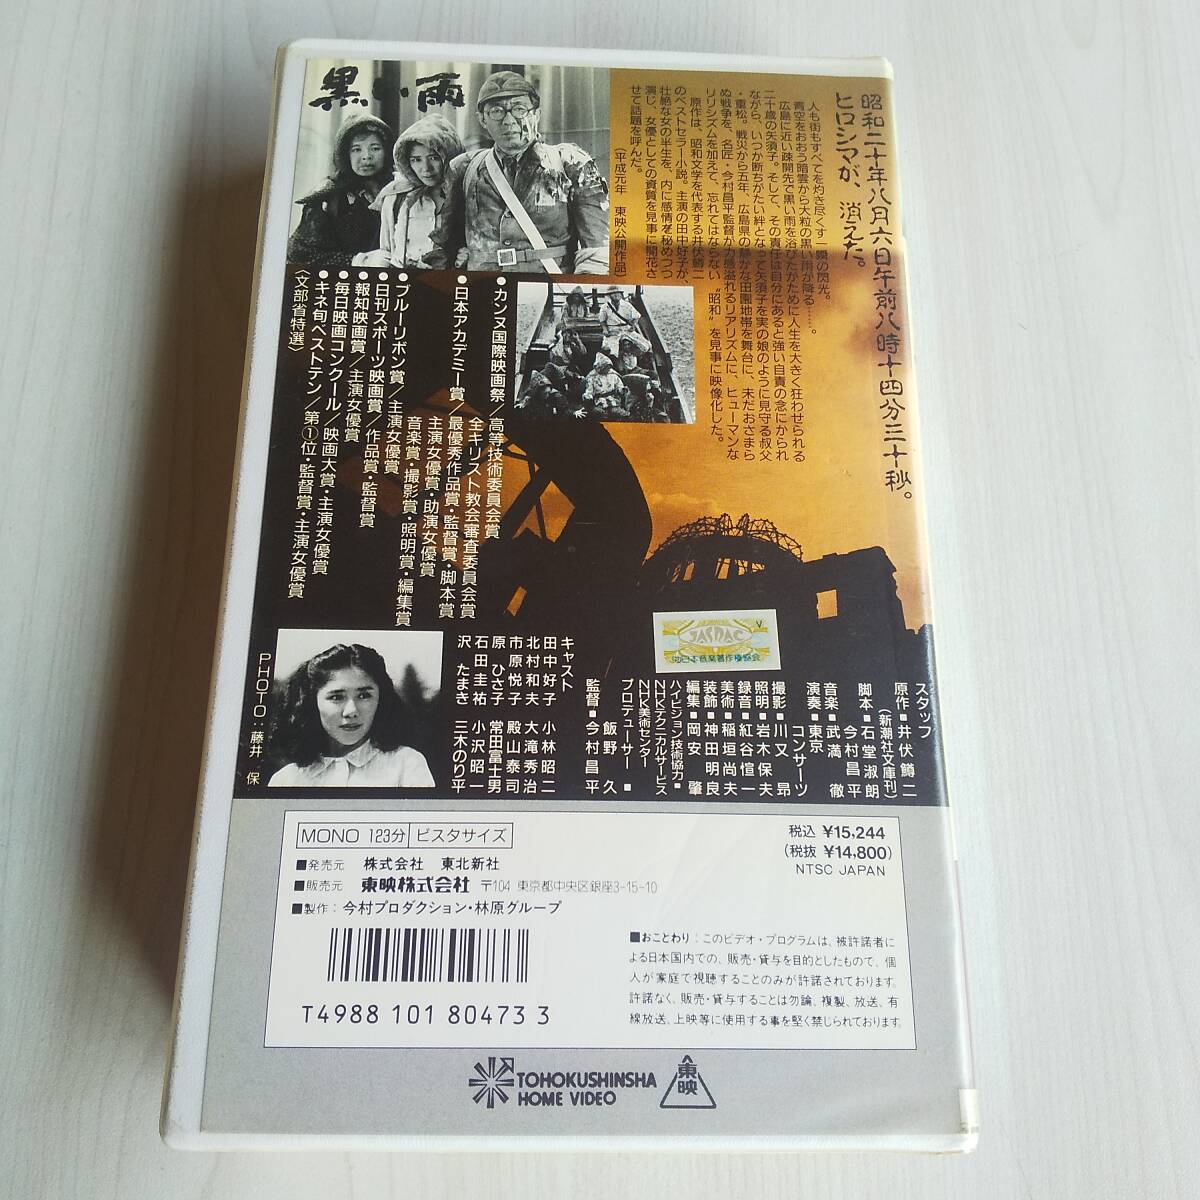 黒い雨
昭和二十年八月六日午前八時十四分三十秒。
ヒロシマが、消えた。
人も街もすべてを灼き尽くす一瞬の閃光。
青空をおおう暗雲から大粒の黒い雨が降る……。
広島に近い疎開先で黒い雨を浴びたがために人生を大きく狂わせられる
二十歳の矢須子。そして、その責任は自分にあると強い自責の念にかられ
ながら、いつか断ちがたい絆となって矢須子を実の娘のように見守る叔父
・重松。戦災から五年、広島県の静かな田園地帯を舞台に、未だおさまら
ぬ戦争を、名匠・今村昌平監督が力量溢れるリアリズムに、ヒューマンな
リリシズムを加えて、忘れてはならない〝昭和〟を見事に映像化した。
原作は、昭和文学を代表する井伏鱒二
のベストセラー小説。主演の田中好子が、
壮絶な女の半生を、内に感情を秘めつつ
演じ、女優としての資質を見事に開花さ
せて話題を呼んだ。
(平成元年 東映公開作品)
●カンヌ国際映画祭/高等技術委員会賞
全キリスト教会審査委員会賞
●日本アカデミー賞/最優秀作品賞・監督賞・脚本賞
主演女優賞・助演女優賞
音楽賞・撮影賞・照明賞・編集賞
●ブルーリボン賞/主演女優賞
●日刊スポーツ映画賞/作品賞・監督賞
●報知映画賞/主演女優賞
●毎日映画コンクール/映画大賞・主演女優賞
●キネ旬ベストテン/第①位・監督賞・主演女優賞
〈文部省特選〉
PHOTO:藤井 保
キャスト
田中好子 小林昭二
北村和夫 大滝秀治
市原悦子 殿山泰司
原 ひさ子 常田富士男
石田圭祐 小沢昭一
沢 たまき 三木のり平
JASRAC
V
㈳日本音楽著作権協会
スタッフ
原作■井伏鱒二
(新潮社文庫刊)
脚本■石堂淑朗
今村昌平
音楽■武満 徹
演奏■東京
コンサーツ
撮影■川又 昂
照明■岩木保夫
録音■紅谷愃一
美術■稲垣尚夫
装飾■神田明良
編集■岡安 肇
ハイビジョン技術協力■
NHKテクニカルサービス
NHK美術センター
プロデューサー■
飯野 久
監督■今村昌平
MONO 123分 ビスタサイズ
税込 ¥15,244
(税抜 ¥14,800)
NTSC JAPAN
■発売元 株式会社 東北新社
■販売元 東映株式会社 〒104 東京都中央区銀座3-15-10
■製作：今村プロダクション・林原グループ
T4988 101 80473 3
■おことわり：このビデオ・プログラムは、被許諾者に
よる日本国内での、販売・貸与を目的としたもので、個
人が家庭で視聴することのみが許諾されております。
許諾なく、販売・貸与することは勿論、複製、放送、有
線放送、上映等に使用する事を堅く禁じられております。
TOHOKUSHINSHA
HOME VIDEO
東映